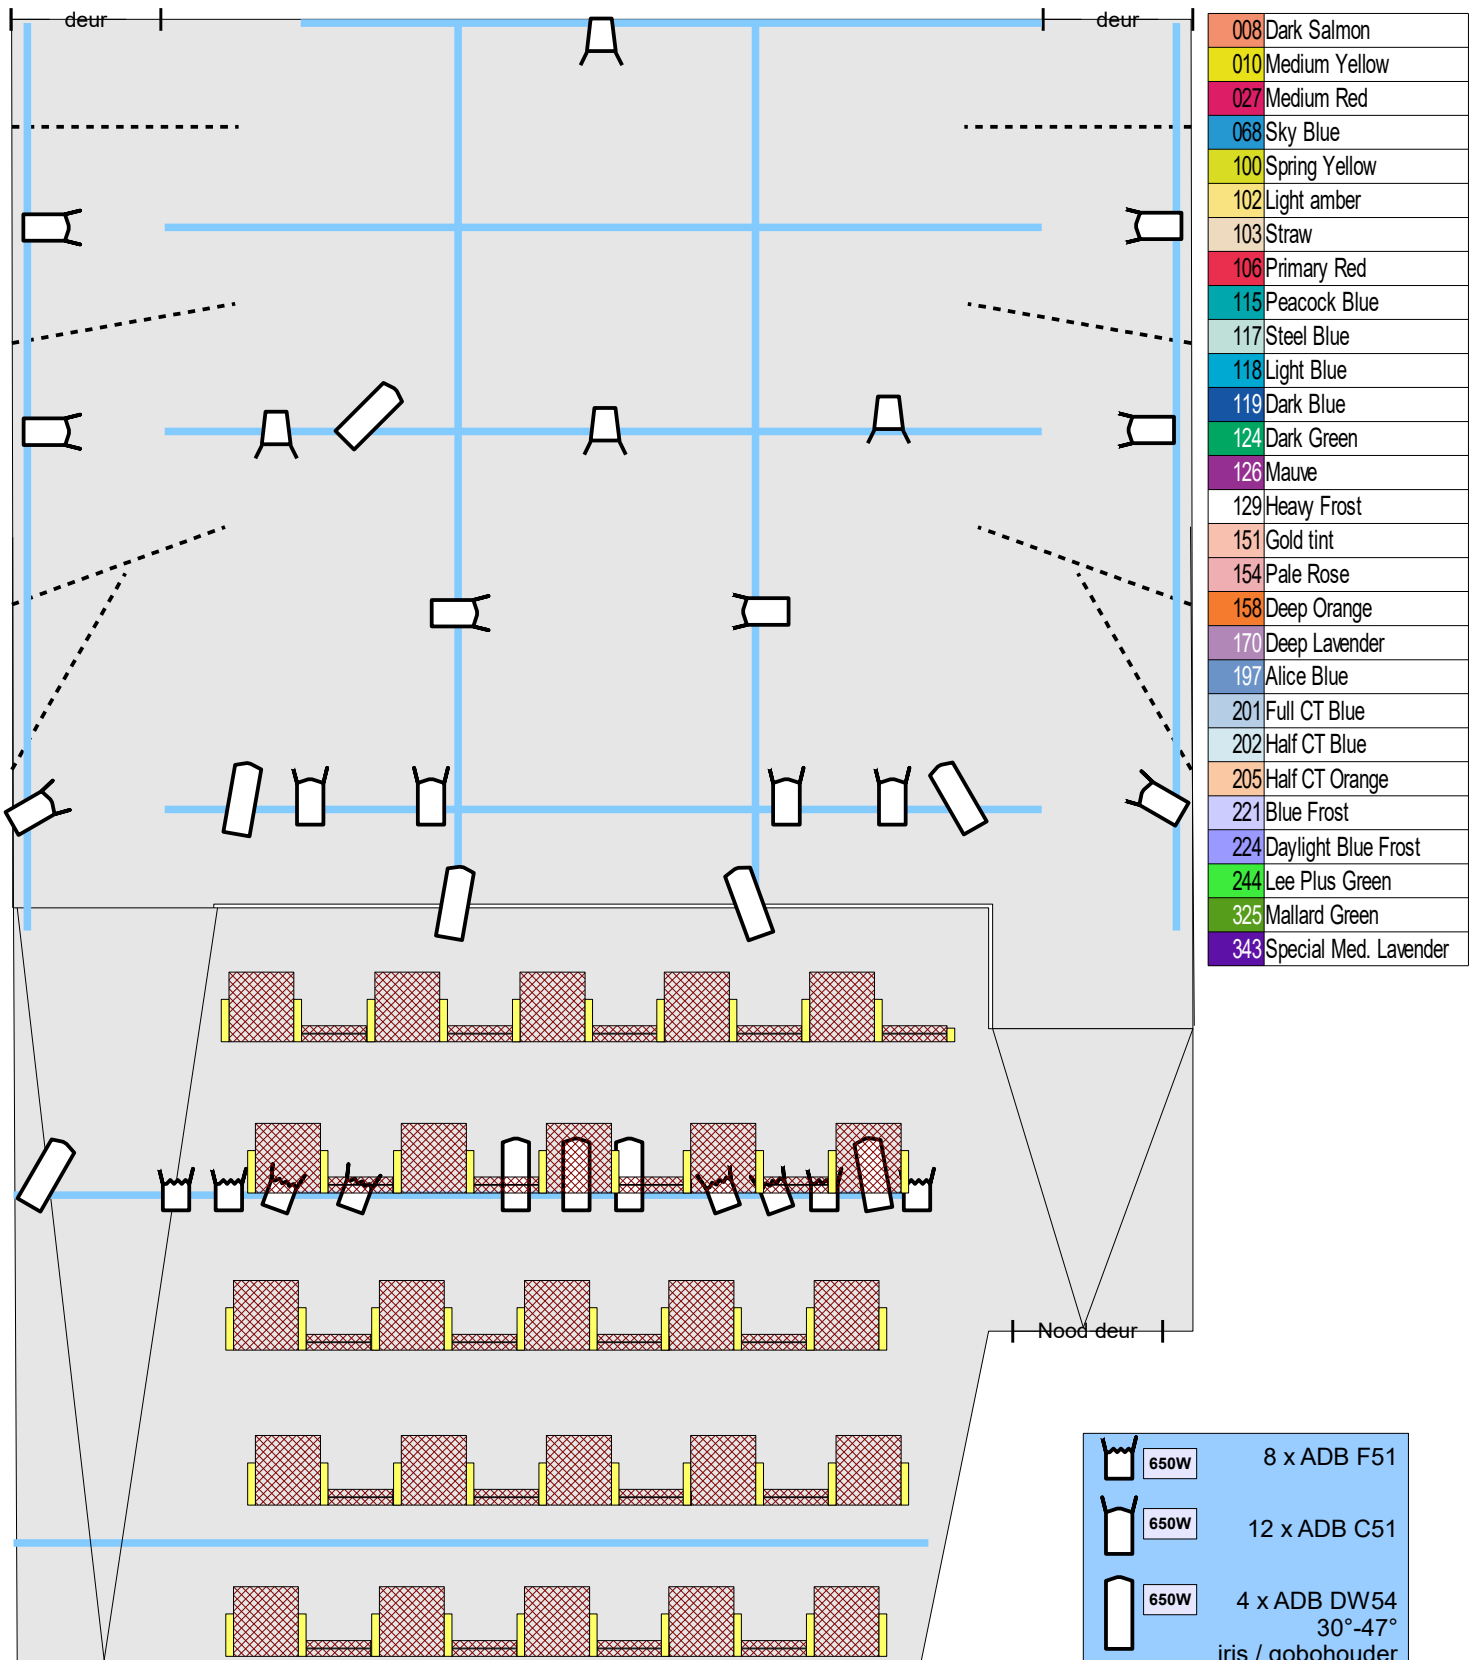 deur
deur
008 Dark Salmon
010 Medium Yellow
027 Medium Red
068 Sky Blue
100 Spring Yellow
102 Light amber
103 Straw
106 Primary Red
115 Peacock Blue
117 Steel Blue
118 Light Blue
119 Dark Blue
124 Dark Green
126 Mauve
129 Heavy Frost
151 Gold tint
154 Pale Rose
158 Deep Orange
170 Deep Lavender
197 Alice Blue
201 Full CT Blue
202 Half CT Blue
205 Half CT Orange
221 Blue Frost
224 Daylight Blue Frost
244 Lee Plus Green
325 Mallard Green
343 Special Med. Lavender
Nood deur
650W 8 x ADB F51
650W 12 x ADB C51
650W 4 x ADB DW54
30°-47°
iris / gobohouder